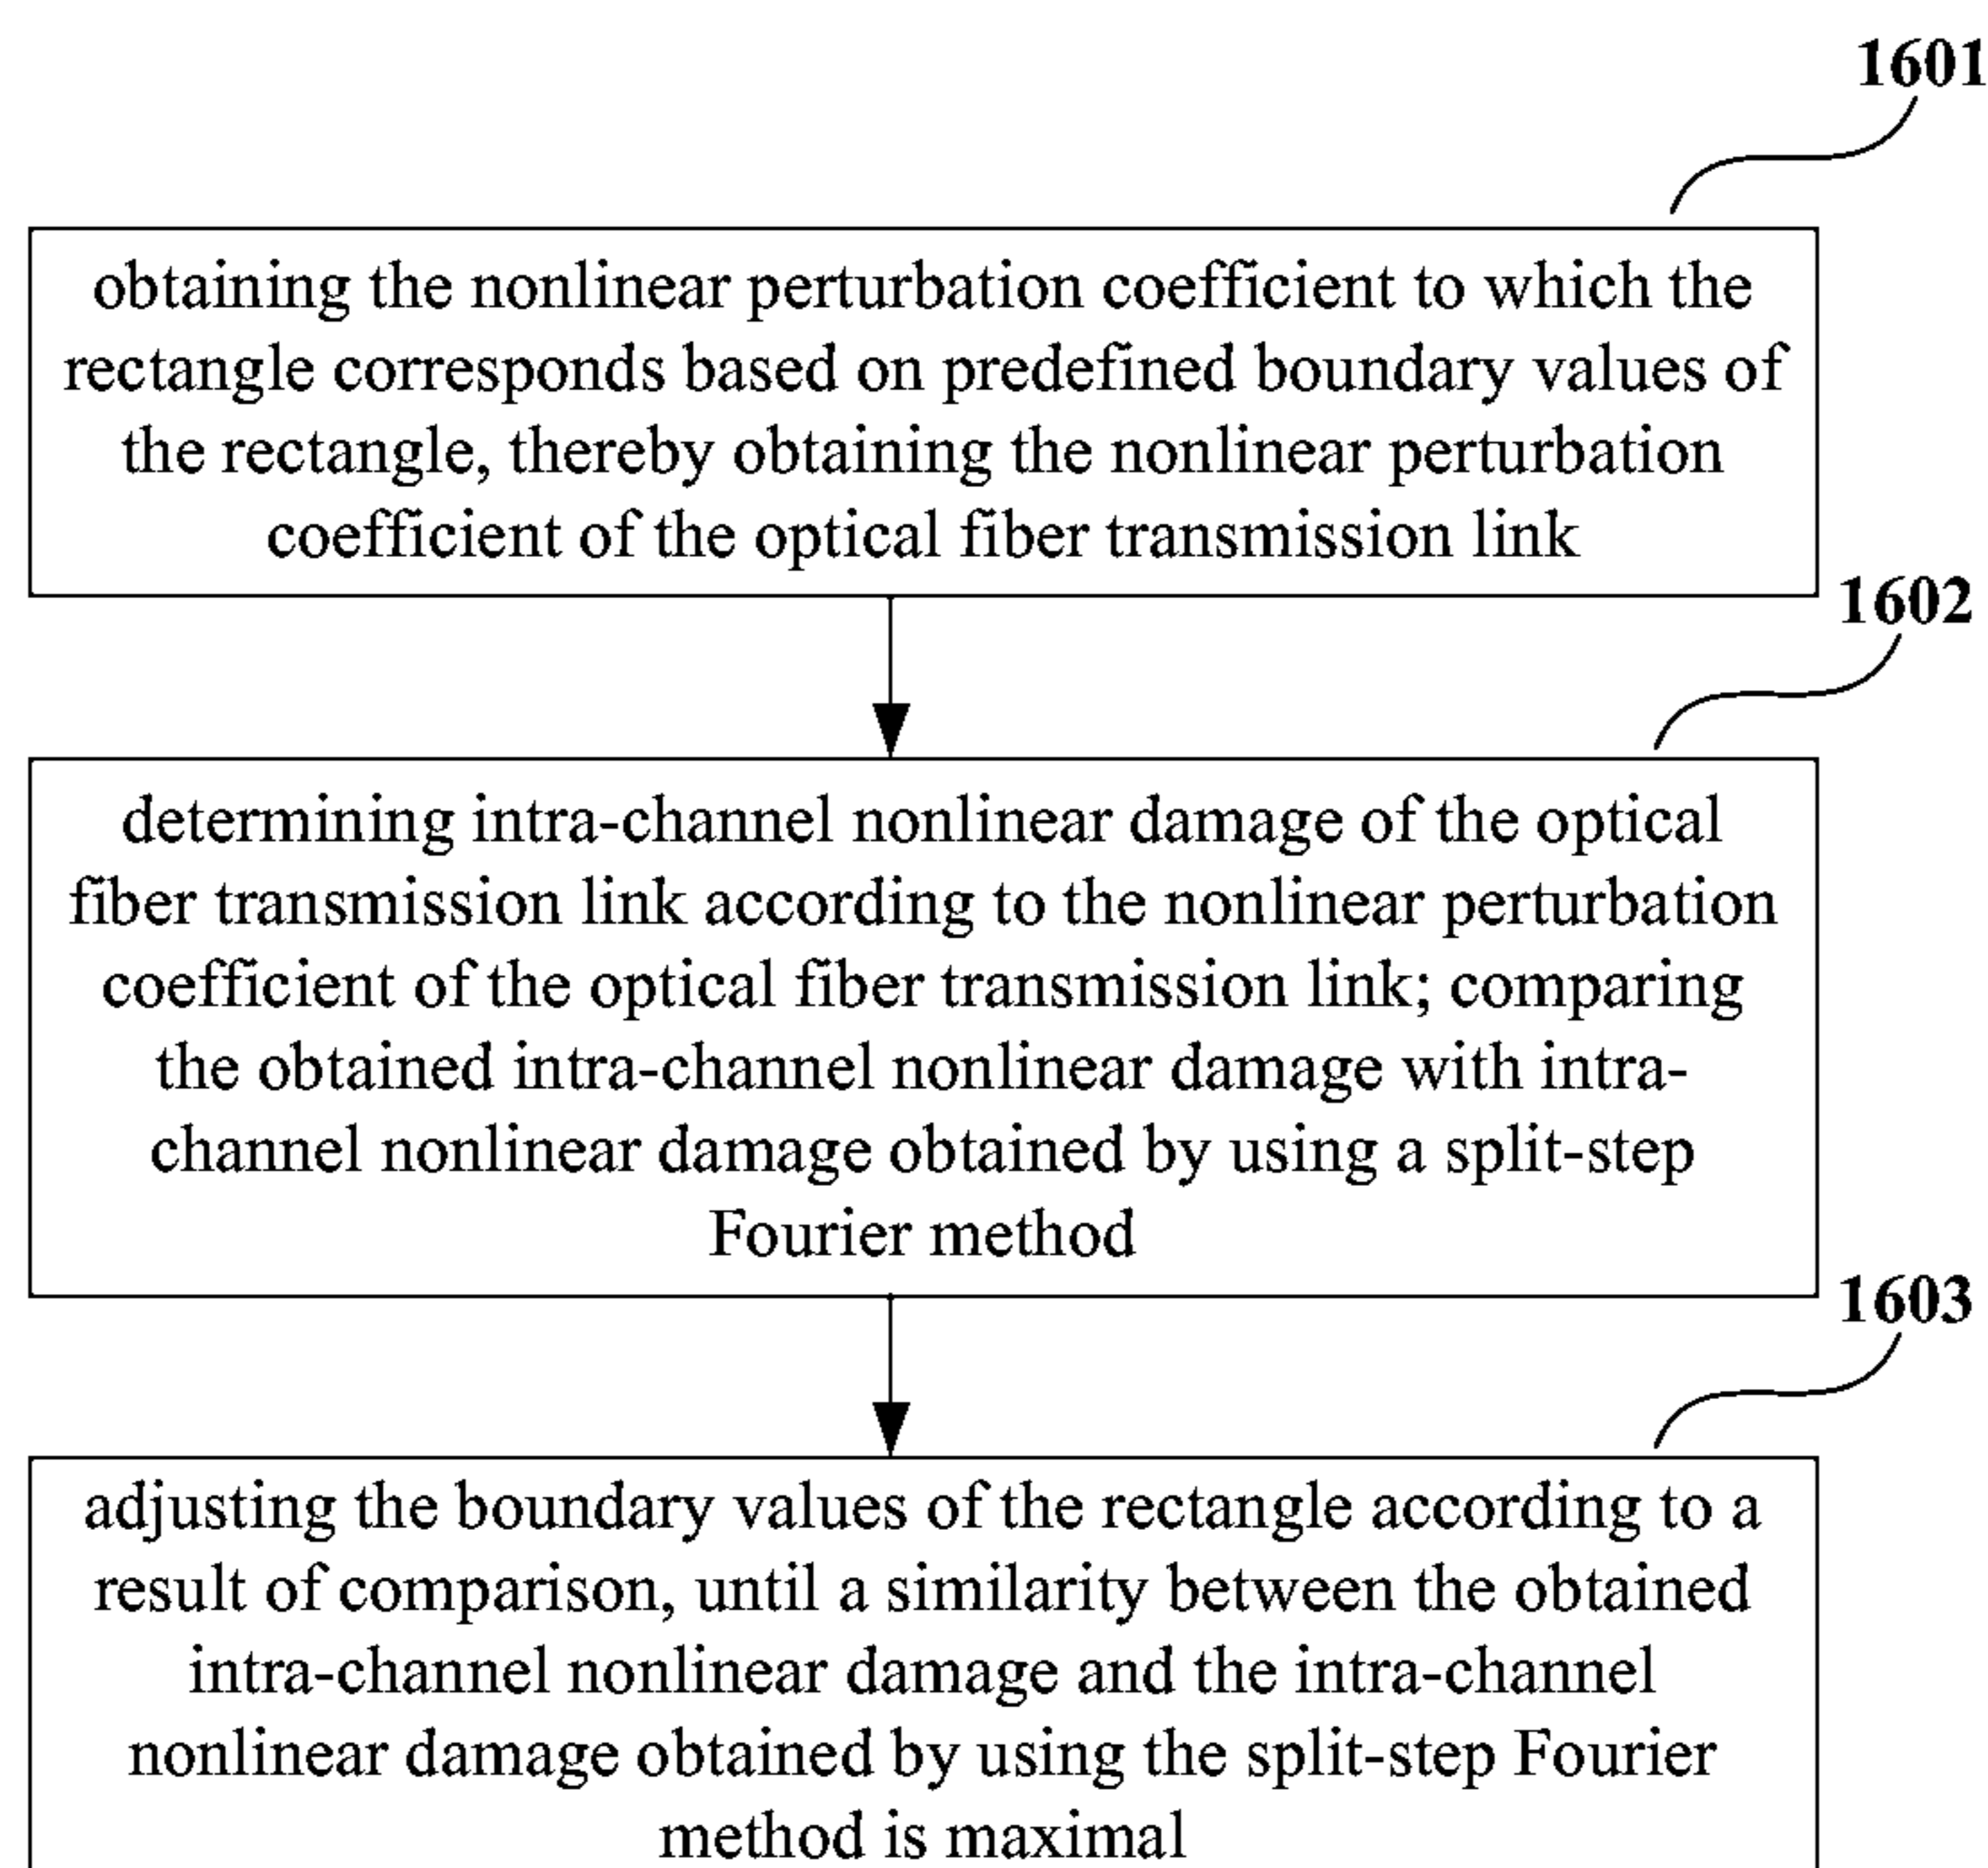 1601
obtaining the nonlinear perturbation coefficient to which the
rectangle corresponds based on predefined boundary values of
the rectangle, thereby obtaining the nonlinear perturbation
coefficient of the optical fiber transmission link
1602
determining intra-channel nonlinear damage of the optical
fiber transmission link according to the nonlinear perturbation
coefficient of the optical fiber transmission link; comparing
the obtained intra-channel nonlinear damage with intra-
channel nonlinear damage obtained by using a split-step
Fourier method
1603
adjusting the boundary values of the rectangle according to a
result of comparison, until a similarity between the obtained
intra-channel nonlinear damage and the intra-channel
nonlinear damage obtained by using the split-step Fourier
method is maximal